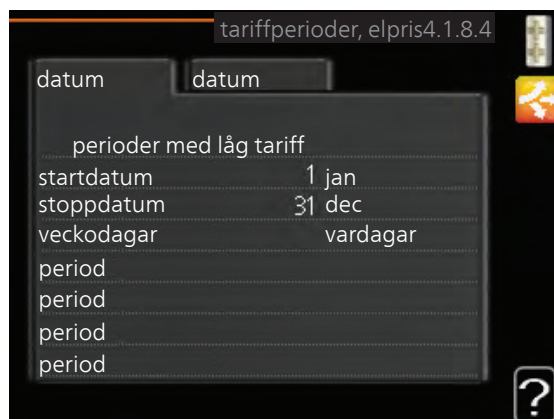 tariffperioder, elpris4.1.8.4
datum datum
perioder med låg tariff
startdatum 1 jan
stoppdatum 31 dec
veckodagar vardagar
period
period
period
period
?